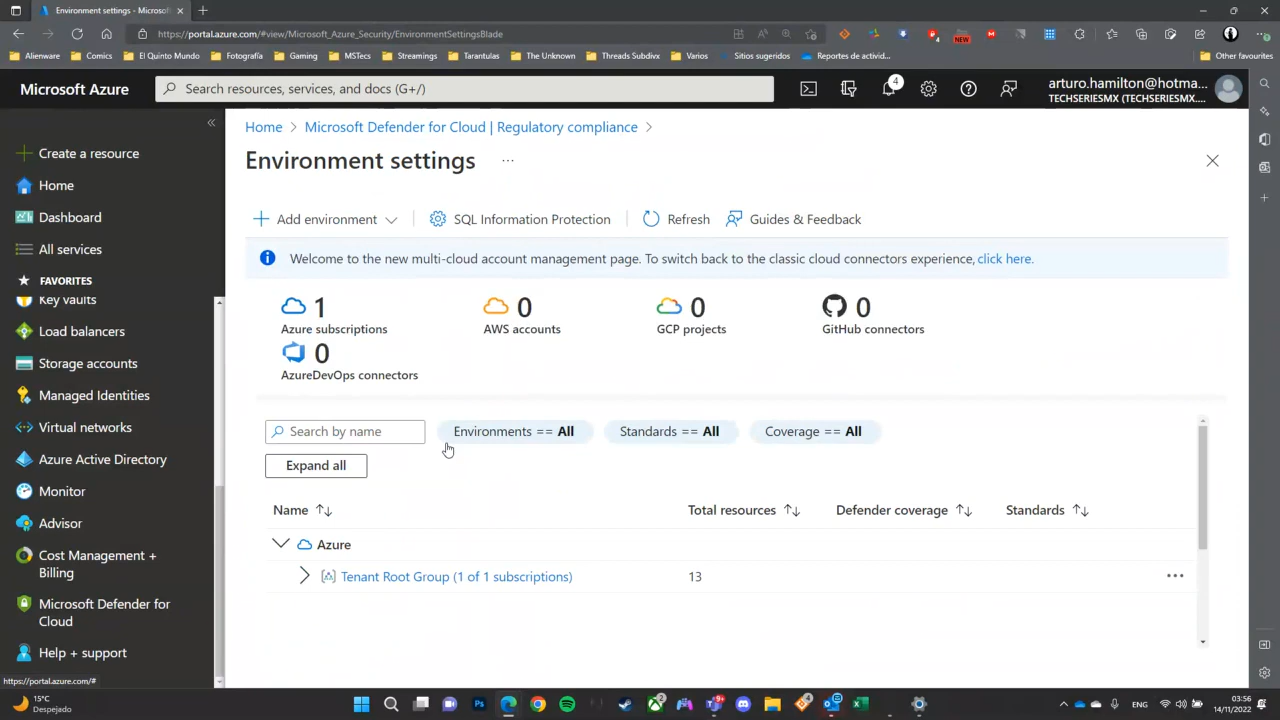 Environment settings - Microsof
https://portal.azure.com/#view/Microsoft_Azure_Security/EnvironmentSettingsBlade
4
NEW
Alienware
Comics
El Quinto Mundo
Fotografía
Gaming
MSTecs
Streamings
Tarantulas
The Unknown
Threads Subdivx
Varios
Sitios sugeridos
Reportes de activid...
Other favourites
Microsoft Azure
Search resources, services, and docs (G+/)
4
arturo.hamilton@hotma...
TECHSERIESMX (TECHSERIESMX....
Create a resource
Home
Dashboard
All services
FAVORITES
Key vaults
Load balancers
Storage accounts
Managed Identities
Virtual networks
Azure Active Directory
Monitor
Advisor
Cost Management +
Billing
Microsoft Defender for
Cloud
Help + support
https://portal.azure.com/#
Home > Microsoft Defender for Cloud | Regulatory compliance >
Environment settings ...
Add environment
SQL Information Protection
Refresh
Guides & Feedback
Welcome to the new multi-cloud account management page. To switch back to the classic cloud connectors experience, click here.
1
Azure subscriptions
0
AWS accounts
0
GCP projects
0
GitHub connectors
0
AzureDevOps connectors
Search by name
Environments == All
Standards == All
Coverage == All
Expand all
Name
Total resources
Defender coverage
Standards
Azure
Tenant Root Group (1 of 1 subscriptions)
13
15°C
Despejado
ENG
03:56
14/11/2022